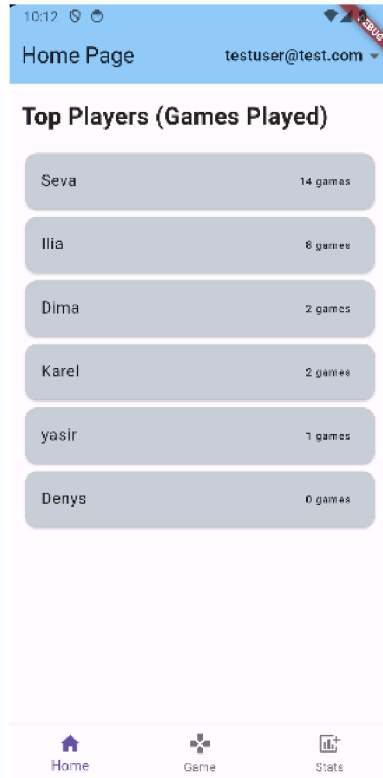 10:12
DEBUG
Home Page testuser@test.com
Top Players (Games Played)
Seva 14 games
Ilia 8 games
Dima 2 games
Karel 2 games
yasir 1 games
Denys 0 games
Home Game Stats